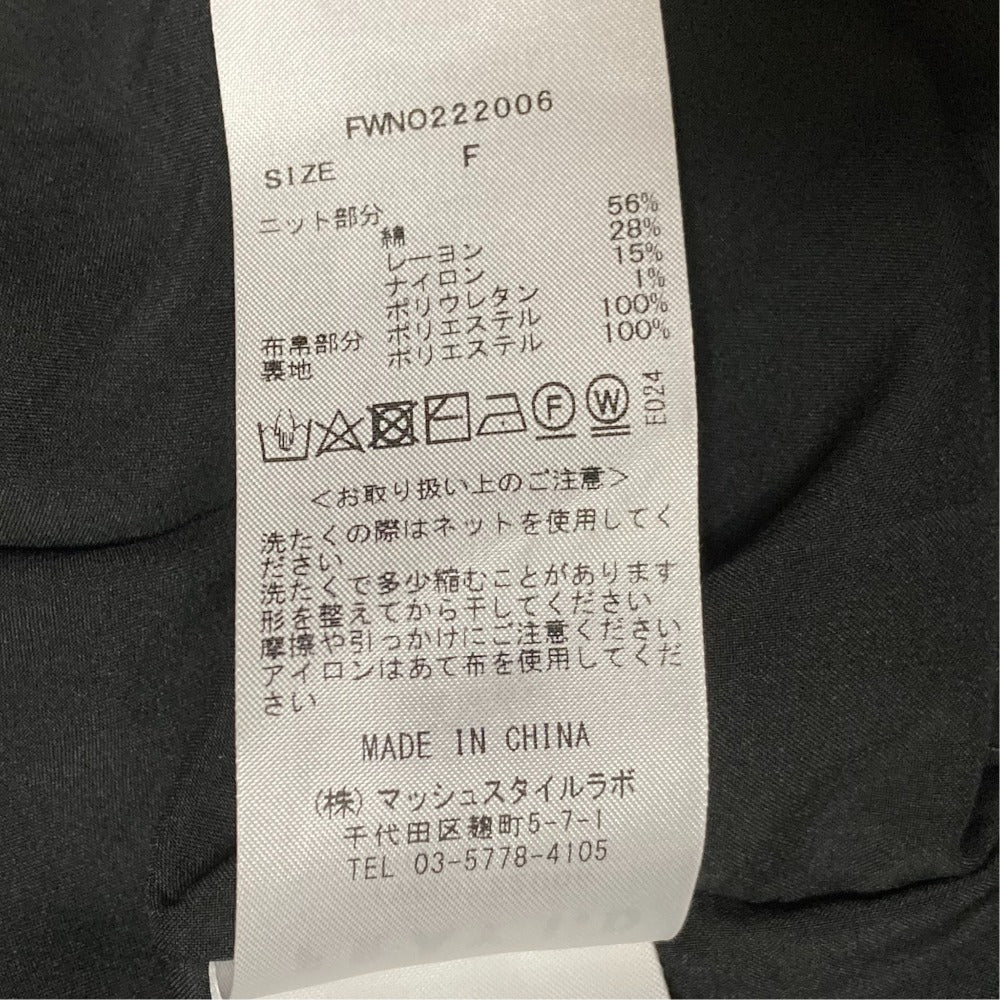 FWNO222006
SIZE F
ニット部分
綿 56%
レーヨン 28%
ナイロン 15%
ポリウレタン 1%
布帛部分 ポリエステル 100%
裏地 ポリエステル 100%
F W E024
<お取り扱い上のご注意>
洗たくの際はネットを使用してく
ださい
洗たくで多少縮むことがあります
形を整えてから干してください
摩擦や引っかけにご注意ください
アイロンはあて布を使用してくだ
さい
MADE IN CHINA
(株)マッシュスタイルラボ
千代田区麹町5-7-1
TEL 03-5778-4105